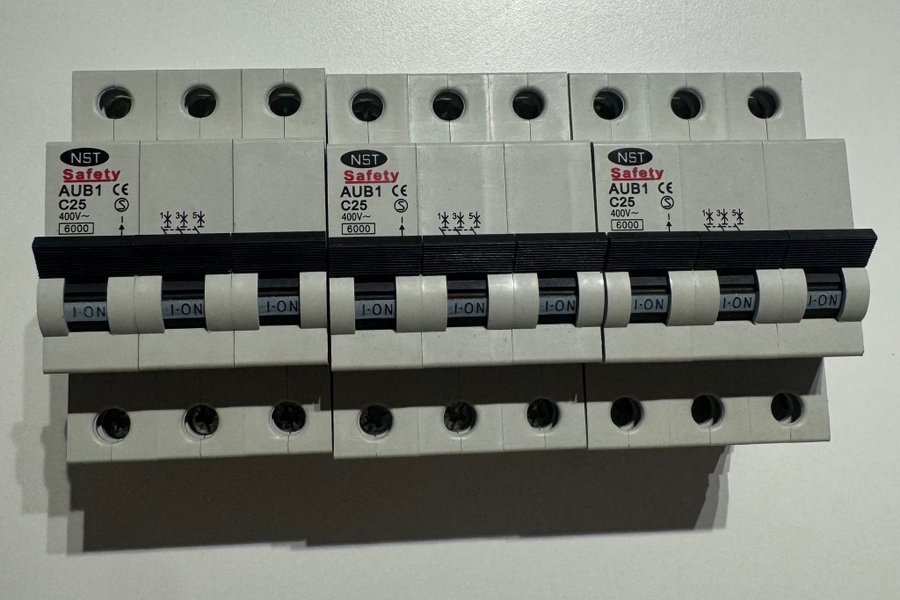 NST
Safety
AUB1 CE
C25 S
400V~
6000
1 3 5
I-ON I-ON I-ON
NST
Safety
AUB1 CE
C25 S
400V~
6000
1 3 5
I-ON I-ON I-ON
NST
Safety
AUB1 CE
C25 S
400V~
6000
1 3 5
I-ON I-ON I-ON